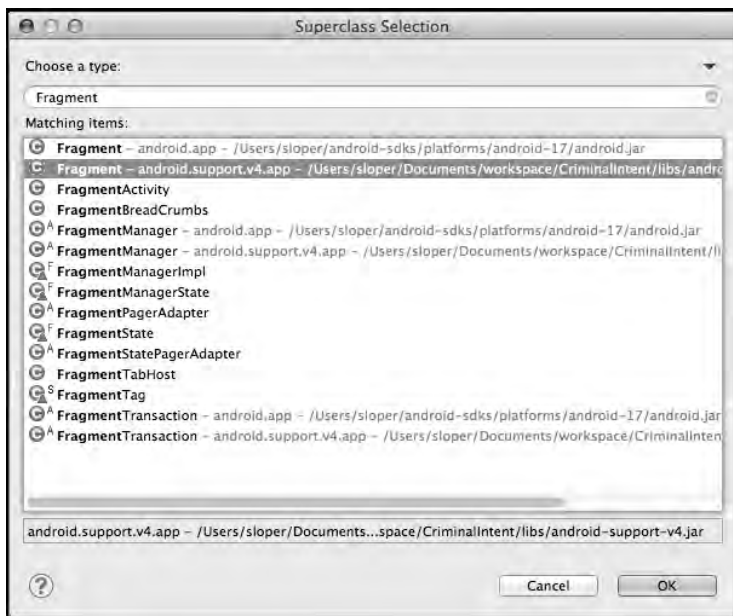 Superclass Selection
Choose a type:
Fragment
Matching items:
C Fragment – android.app – /Users/sloper/android-sdks/platforms/android-17/android.jar
C Fragment – android.support.v4.app – /Users/sloper/Documents/workspace/CriminalIntent/libs/andro
C FragmentActivity
C FragmentBreadCrumbs
C A FragmentManager – android.app – /Users/sloper/android-sdks/platforms/android-17/android.jar
C A FragmentManager – android.support.v4.app – /Users/sloper/Documents/workspace/CriminalIntent/li
C F FragmentManagerImpl
C F FragmentManagerState
C A FragmentPagerAdapter
C F FragmentState
C A FragmentStatePagerAdapter
C FragmentTabHost
C S FragmentTag
C A FragmentTransaction – android.app – /Users/sloper/android-sdks/platforms/android-17/android.jar
C A FragmentTransaction – android.support.v4.app – /Users/sloper/Documents/workspace/CriminalInten
android.support.v4.app – /Users/sloper/Documents...space/CriminalIntent/libs/android-support-v4.jar
?
Cancel
OK